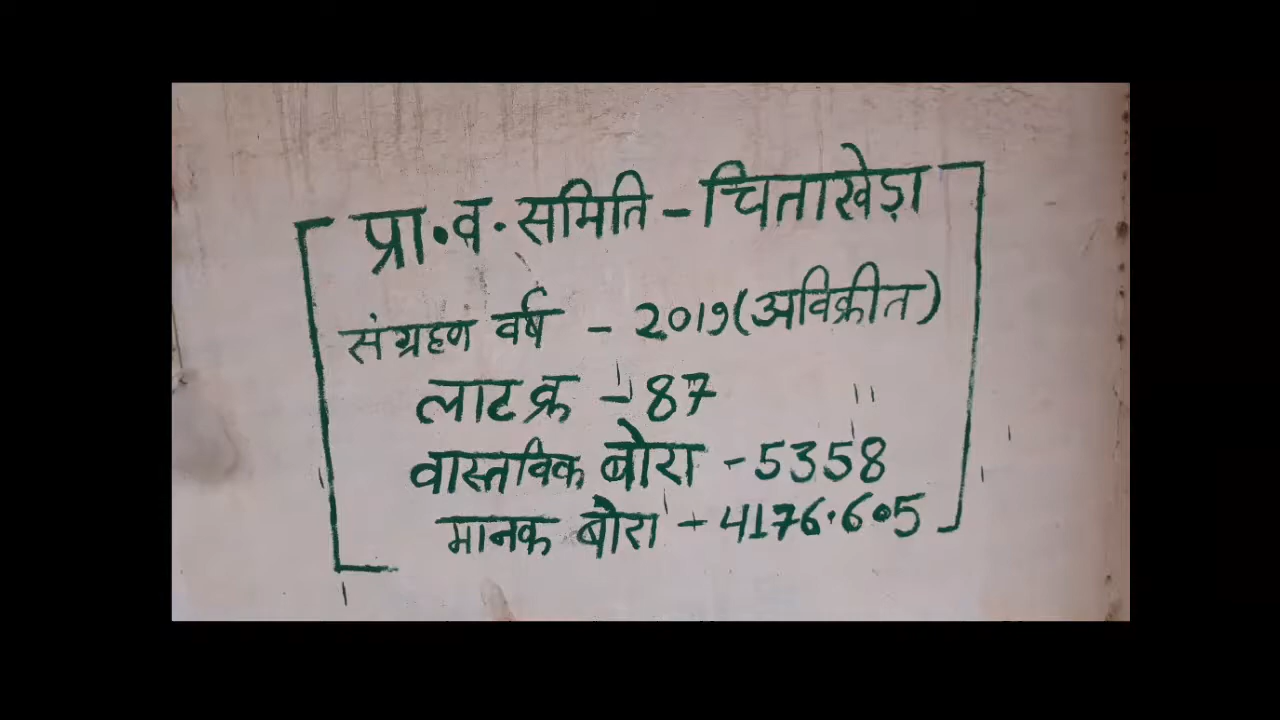 प्रा.व.समिति - चिताखेड़ा
संग्रहण वर्ष - 2019(अविक्रीत)
लाट क्र - 87
वास्तविक बोरा - 5358
मानक बोरा - 4176.605